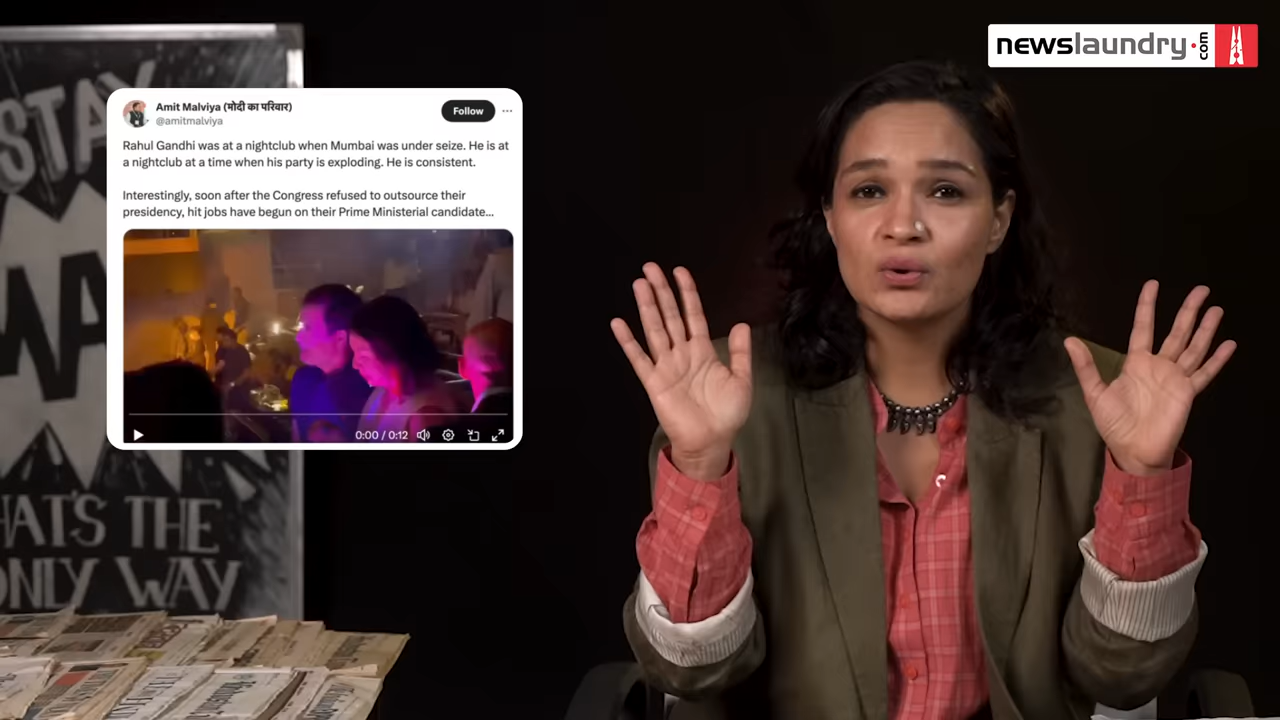 newslaundry.com
STAY
Amit Malviya (मोदी का परिवार)
@amitmalviya
Follow
Rahul Gandhi was at a nightclub when Mumbai was under seize. He is at
a nightclub at a time when his party is exploding. He is consistent.
Interestingly, soon after the Congress refused to outsource their
presidency, hit jobs have begun on their Prime Ministerial candidate...
0:00 / 0:12
HAT'S THE
ONLY WAY